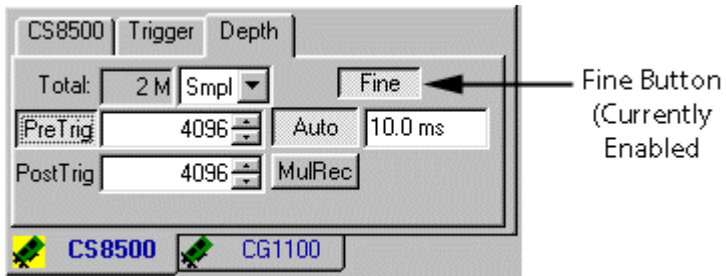 CS8500 Trigger Depth
Total: 2 M Smpl Fine
PreTrig 4096 Auto 10.0 ms
PostTrig 4096 MulRec
CS8500 CG1100
Fine Button
(Currently
Enabled